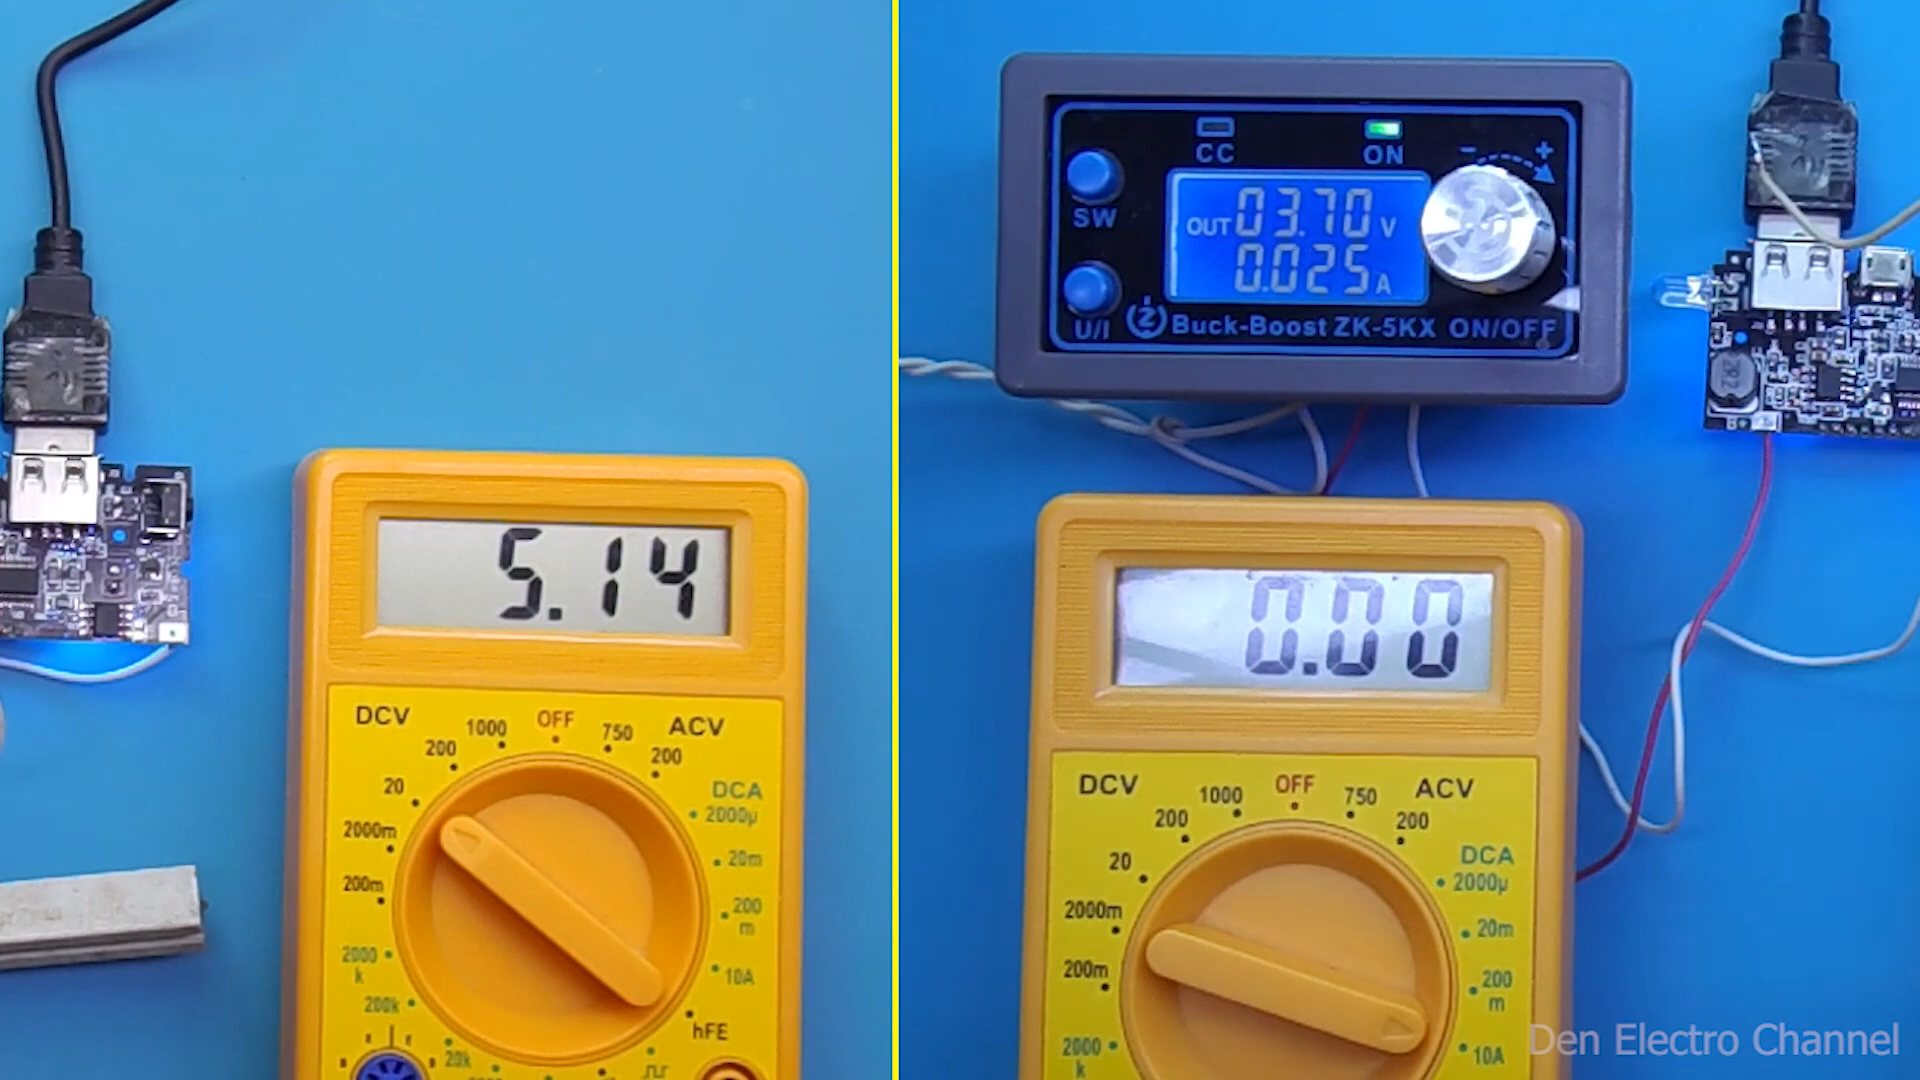 5.14
DCV
OFF
ACV
1000
750
200
200
20
DCA
2000µ
2000m
20m
200m
200
m
2000
k
10A
200k
hFE
20k
CC
ON
- +
SW
OUT 03.70 V
0.025 A
U/I
Buck-Boost ZK-5KX ON/OFF
2R2
0.00
DCV
OFF
ACV
1000
750
200
200
20
DCA
2000µ
2000m
20m
200m
200
m
2000
k
10A
Den Electro Channel